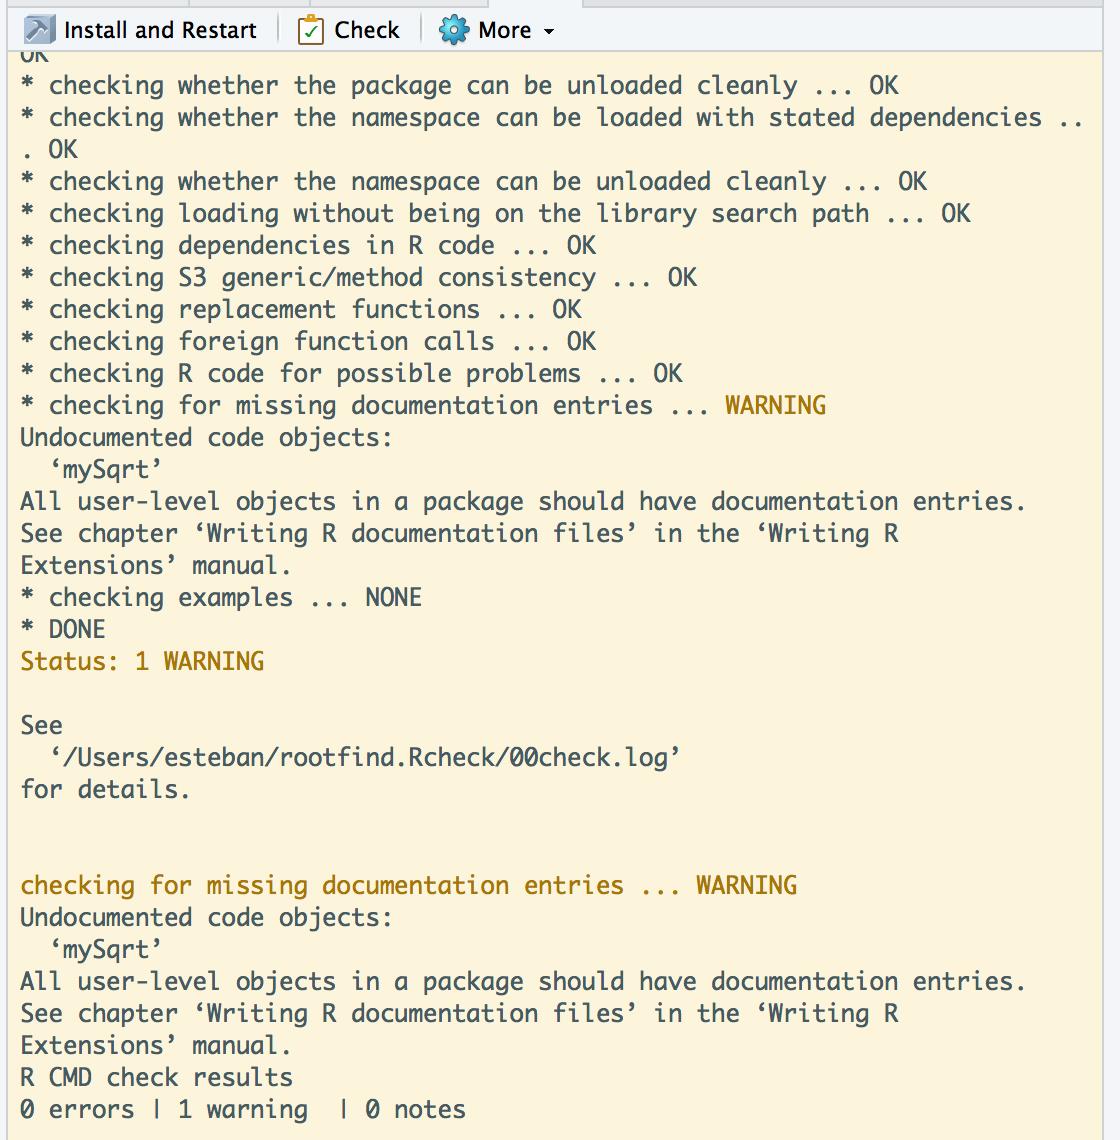 Install and Restart Check More
OK
* checking whether the package can be unloaded cleanly ... OK
* checking whether the namespace can be loaded with stated dependencies ..
. OK
* checking whether the namespace can be unloaded cleanly ... OK
* checking loading without being on the library search path ... OK
* checking dependencies in R code ... OK
* checking S3 generic/method consistency ... OK
* checking replacement functions ... OK
* checking foreign function calls ... OK
* checking R code for possible problems ... OK
* checking for missing documentation entries ... WARNING
Undocumented code objects:
  ‘mySqrt’
All user-level objects in a package should have documentation entries.
See chapter ‘Writing R documentation files’ in the ‘Writing R
Extensions’ manual.
* checking examples ... NONE
* DONE
Status: 1 WARNING
See
  ‘/Users/esteban/rootfind.Rcheck/00check.log’
for details.
checking for missing documentation entries ... WARNING
Undocumented code objects:
  ‘mySqrt’
All user-level objects in a package should have documentation entries.
See chapter ‘Writing R documentation files’ in the ‘Writing R
Extensions’ manual.
R CMD check results
0 errors | 1 warning  | 0 notes